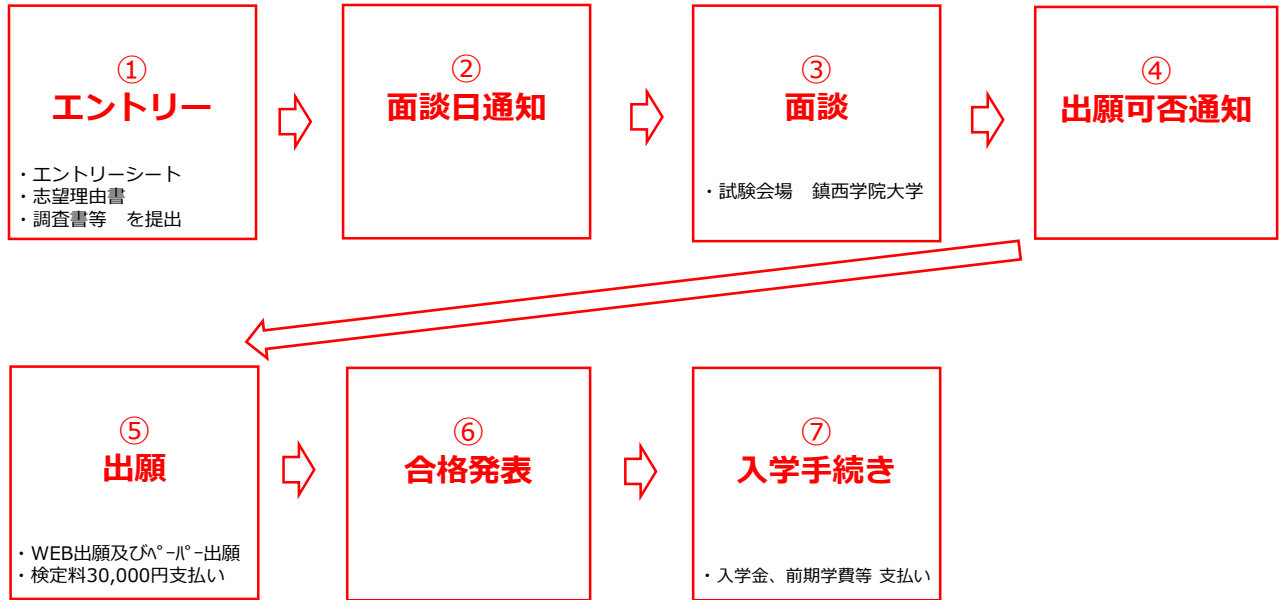 ①
エントリー
・エントリーシート
・志望理由書
・調査書等　を提出
②
面談日通知
③
面談
・試験会場　鎮西学院大学
④
出願可否通知
⑤
出願
・WEB出願及びﾍﾟｰﾊﾟｰ出願
・検定料30,000円支払い
⑥
合格発表
⑦
入学手続き
・入学金、前期学費等 支払い